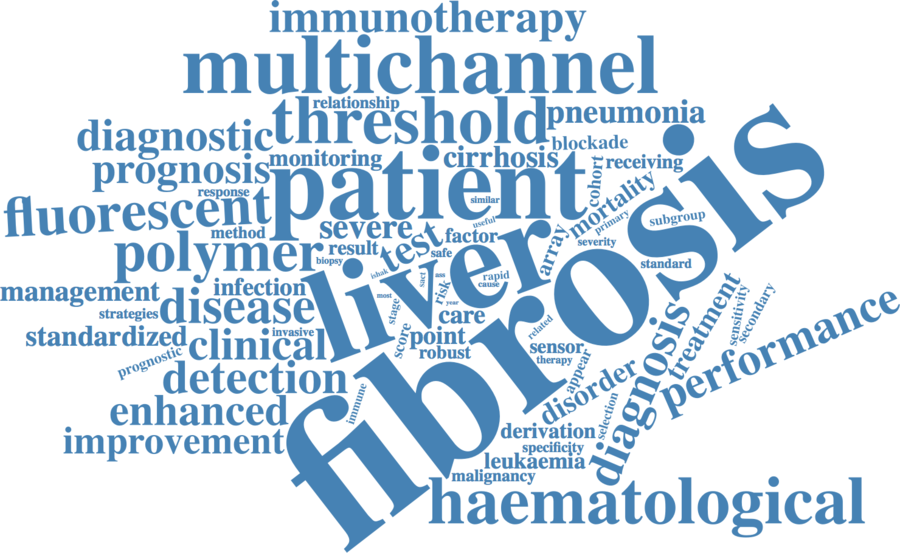 immunotherapy
multichannel
relationship
threshold
pneumonia
diagnostic
blockade
monitoring
cirrhosis
receiving
prognosis
patient
cohort
mortality
response
similar
fluorescent
useful
primary
subgroup
method
severe
test
factor
severity
polymer
result
safe
array
biopsy
liver
standard
ishak
sact
ass
rapid
cause
management
infection
risk
most
year
fibrosis
disease
stage
care
strategies
treatment
sensitivity
secondary
performance
standardized
invasive
clinical
score
point
robust
related
sensor
therapy
prognostic
detection
appear
diagnosis
immune
disorder
enhanced
selection
derivation
improvement
specificity
leukaemia
malignancy
haematological